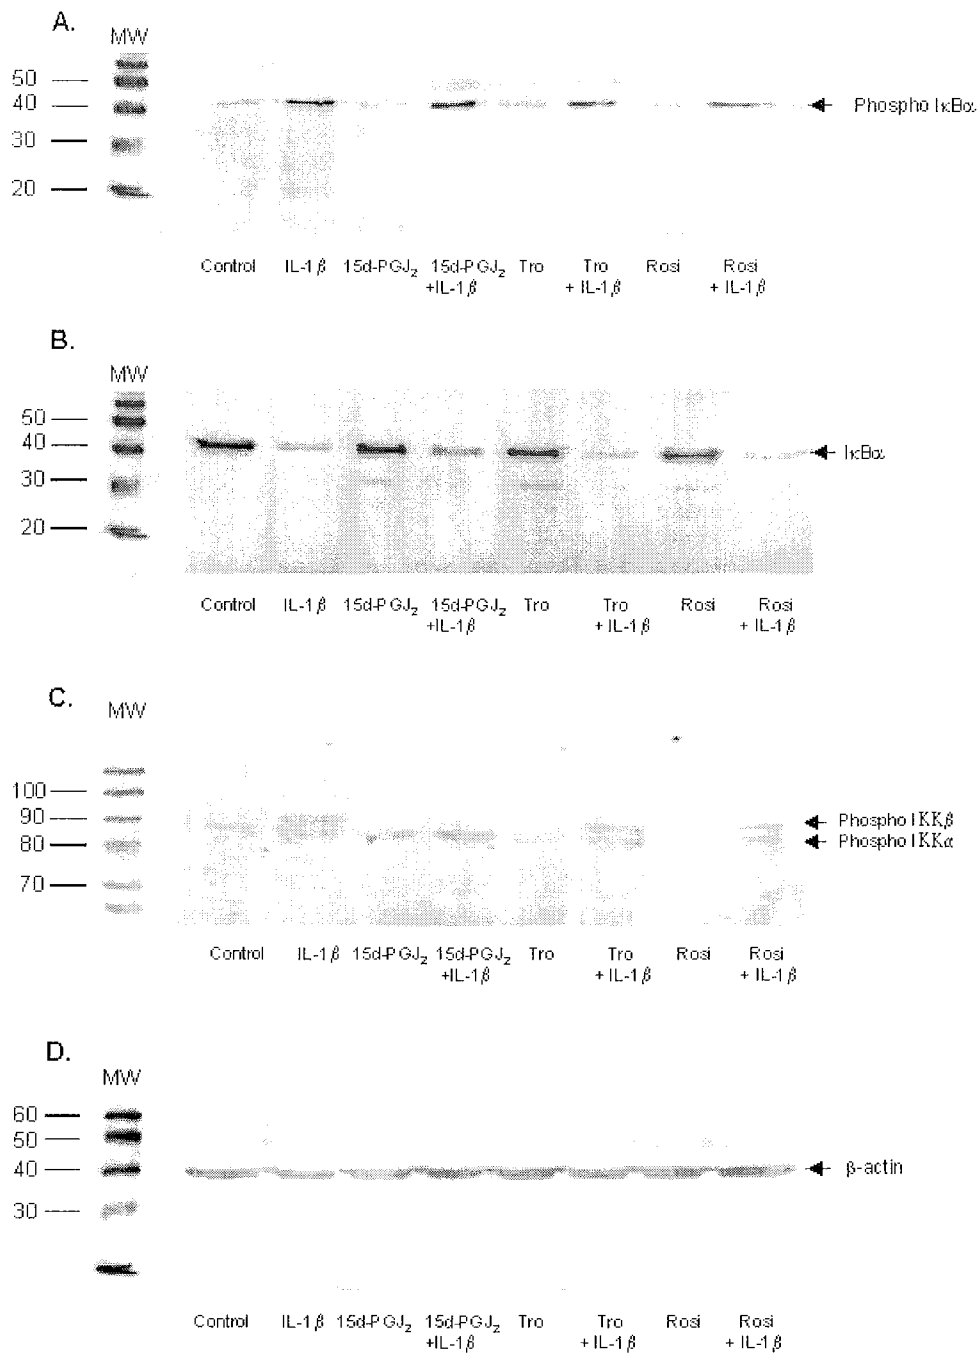 A.
MW
50
40
30
20
Phospho IκBα
Control IL-1β 15d-PGJ₂ 15d-PGJ₂ Tro Tro Rosi Rosi
+IL-1β + IL-1β + IL-1β
B.
MW
50
40
30
20
IκBα
Control IL-1β 15d-PGJ₂ 15d-PGJ₂ Tro Tro Rosi Rosi
+IL-1β + IL-1β + IL-1β
C.
MW
100
90
80
70
Phospho IKKβ
Phospho IKKα
Control IL-1β 15d-PGJ₂ 15d-PGJ₂ Tro Tro Rosi Rosi
+IL-1β + IL-1β + IL-1β
D.
MW
60
50
40
30
β-actin
Control IL-1β 15d-PGJ₂ 15d-PGJ₂ Tro Tro Rosi Rosi
+IL-1β + IL-1β + IL-1β